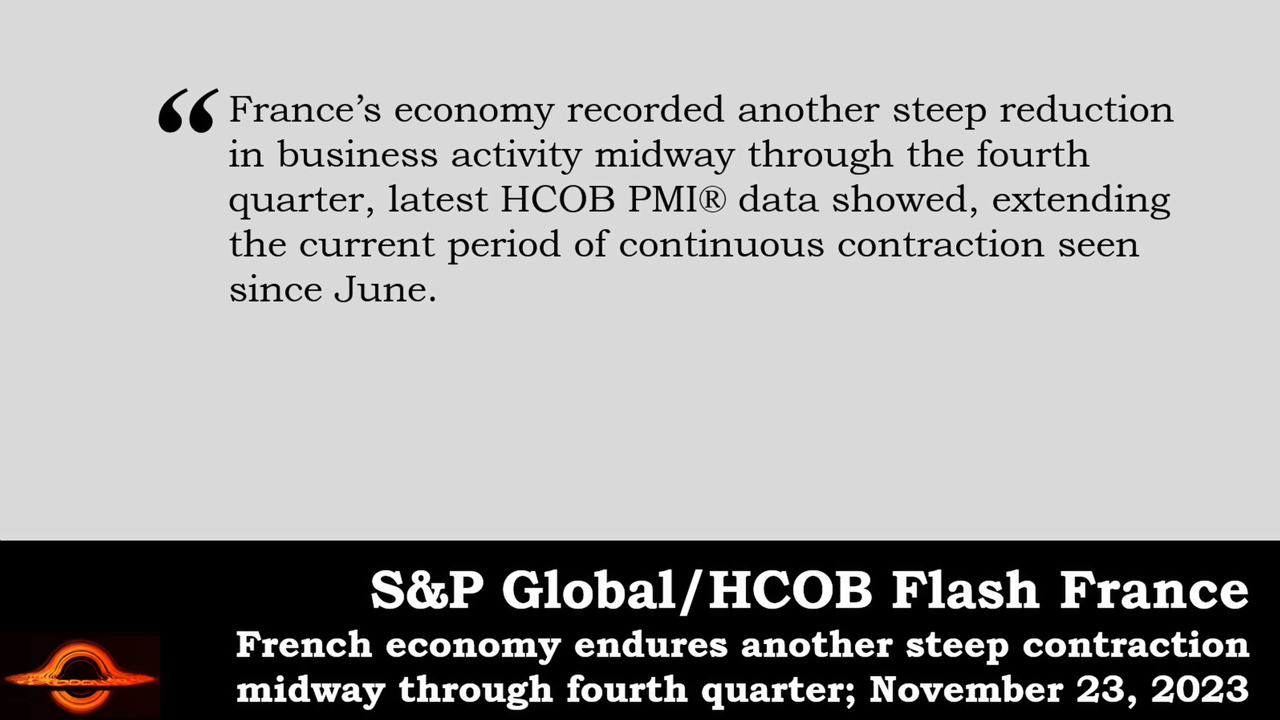 “France’s economy recorded another steep reduction
in business activity midway through the fourth
quarter, latest HCOB PMI® data showed, extending
the current period of continuous contraction seen
since June.
S&P Global/HCOB Flash France
French economy endures another steep contraction
midway through fourth quarter; November 23, 2023